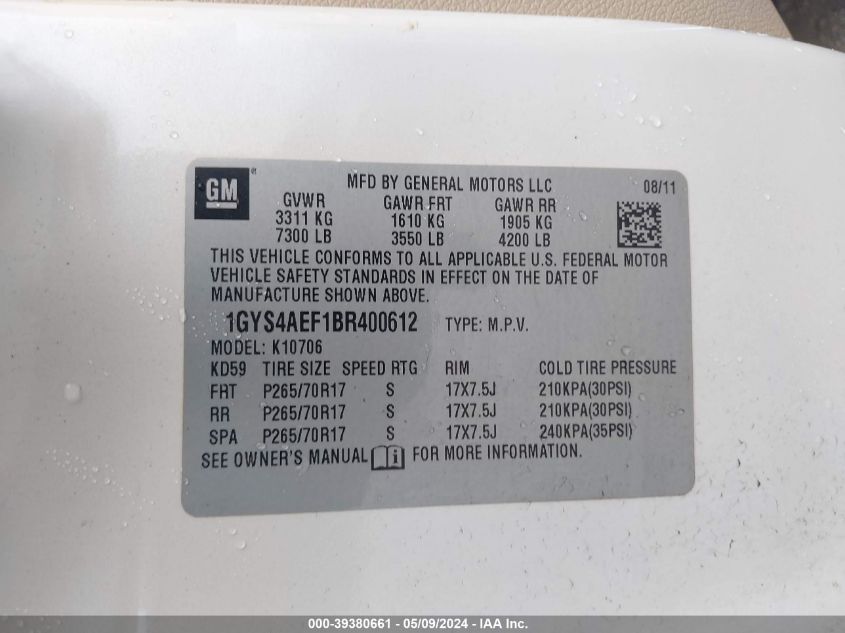 GM ®
MFD BY GENERAL MOTORS LLC 08/11
GVWR GAWR FRT GAWR RR
3311 KG 1610 KG 1905 KG
7300 LB 3550 LB 4200 LB
THIS VEHICLE CONFORMS TO ALL APPLICABLE U.S. FEDERAL MOTOR
VEHICLE SAFETY STANDARDS IN EFFECT ON THE DATE OF
MANUFACTURE SHOWN ABOVE.
1GYS4AEF1BR400612 TYPE: M.P.V.
MODEL: K10706
KD59 TIRE SIZE SPEED RTG RIM COLD TIRE PRESSURE
FHT P265/70R17 S 17X7.5J 210KPA(30PSI)
RR P265/70R17 S 17X7.5J 210KPA(30PSI)
SPA P265/70R17 S 17X7.5J 240KPA(35PSI)
SEE OWNER'S MANUAL i FOR MORE INFORMATION.
000-39380661 - 05/09/2024 - IAA Inc.